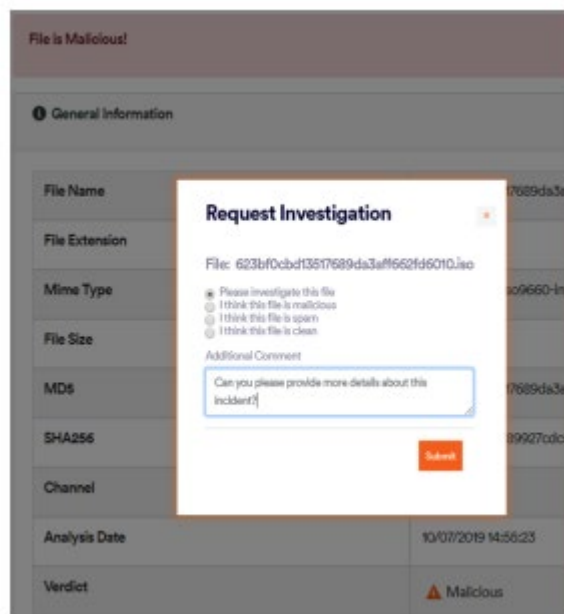 File is Malicious!
General Information
File Name
File Extension
Mime Type
File Size
MD5
SHA256
Channel
Analysis Date
10/07/2019 14:56:23
Verdict
Malicious
Request Investigation
×
File: 623bf0cbd13517689da3aff662fd6010.iso
Please investigate this file
I think this file is malicious
I think this file is spam
I think this file is clean
Additional Comment
Can you please provide more details about this
incident?
Submit